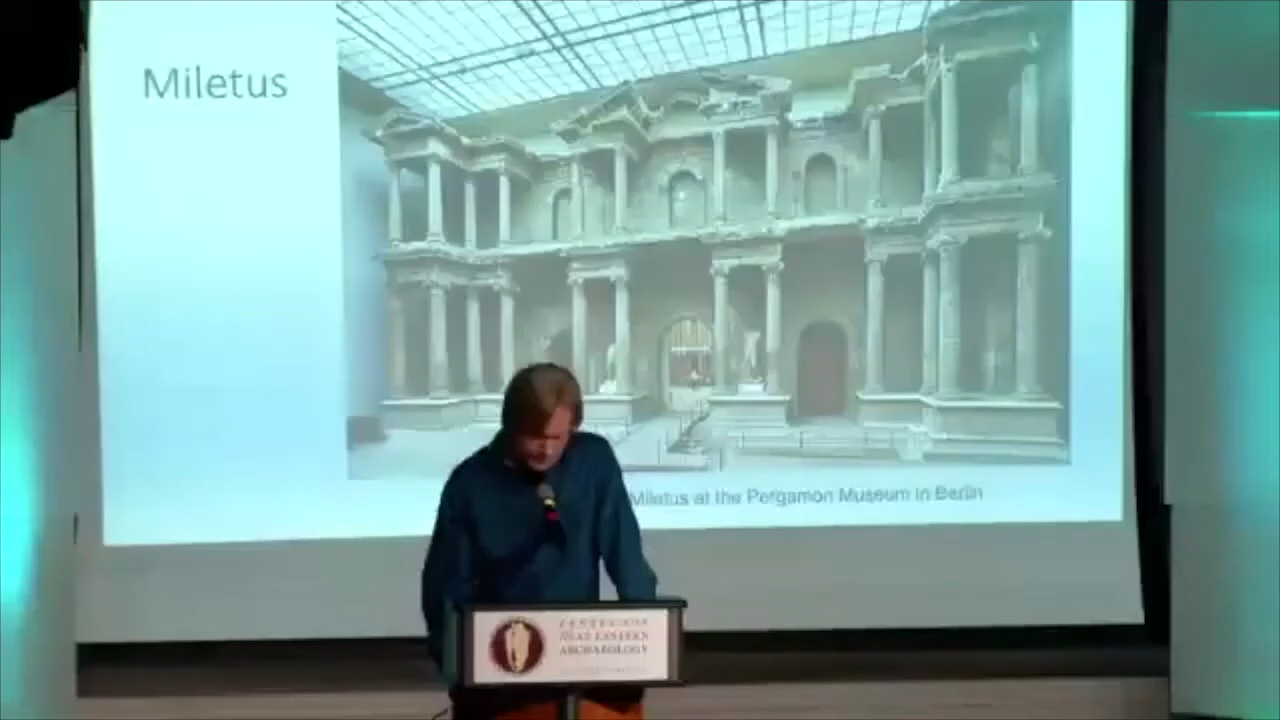 Miletus
Miletus at the Pergamon Museum in Berlin
NEAR EASTERN
ARCHAEOLOGY